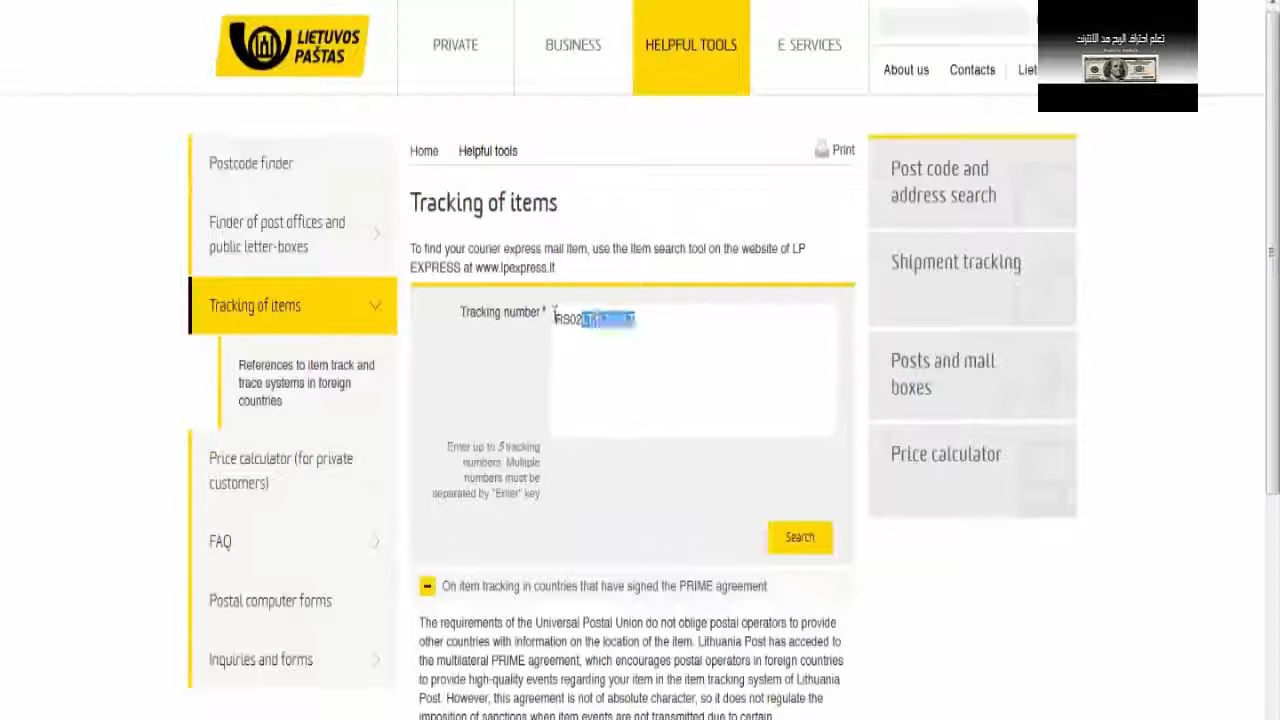 LIETUVOS
PAŠTAS
PRIVATE
BUSINESS
HELPFUL TOOLS
E SERVICES
About us
Contacts
تعلم احتراف الربح من الانترنت
Postcode finder
Finder of post offices and
public letter-boxes
Tracking of items
References to item track and
trace systems in foreign
countries
Price calculator (for private
customers)
FAQ
Postal computer forms
Inquiries and forms
Home
Helpful tools
Print
Tracking of items
To find your courier express mail item, use the item search tool on the website of LP
EXPRESS at www.lpexpress.lt
Tracking number *
RS02
Enter up to 5 tracking
numbers. Multiple
numbers must be
separated by "Enter" key
Search
On item tracking in countries that have signed the PRIME agreement
The requirements of the Universal Postal Union do not oblige postal operators to provide
other countries with information on the location of the item. Lithuania Post has acceded to
the multilateral PRIME agreement, which encourages postal operators in foreign countries
to provide high-quality events regarding your item in the item tracking system of Lithuania
Post. However, this agreement is not of absolute character, so it does not regulate the
imposition of sanctions when item events are not transmitted due to certain
Post code and
address search
Shipment tracking
Posts and mail
boxes
Price calculator